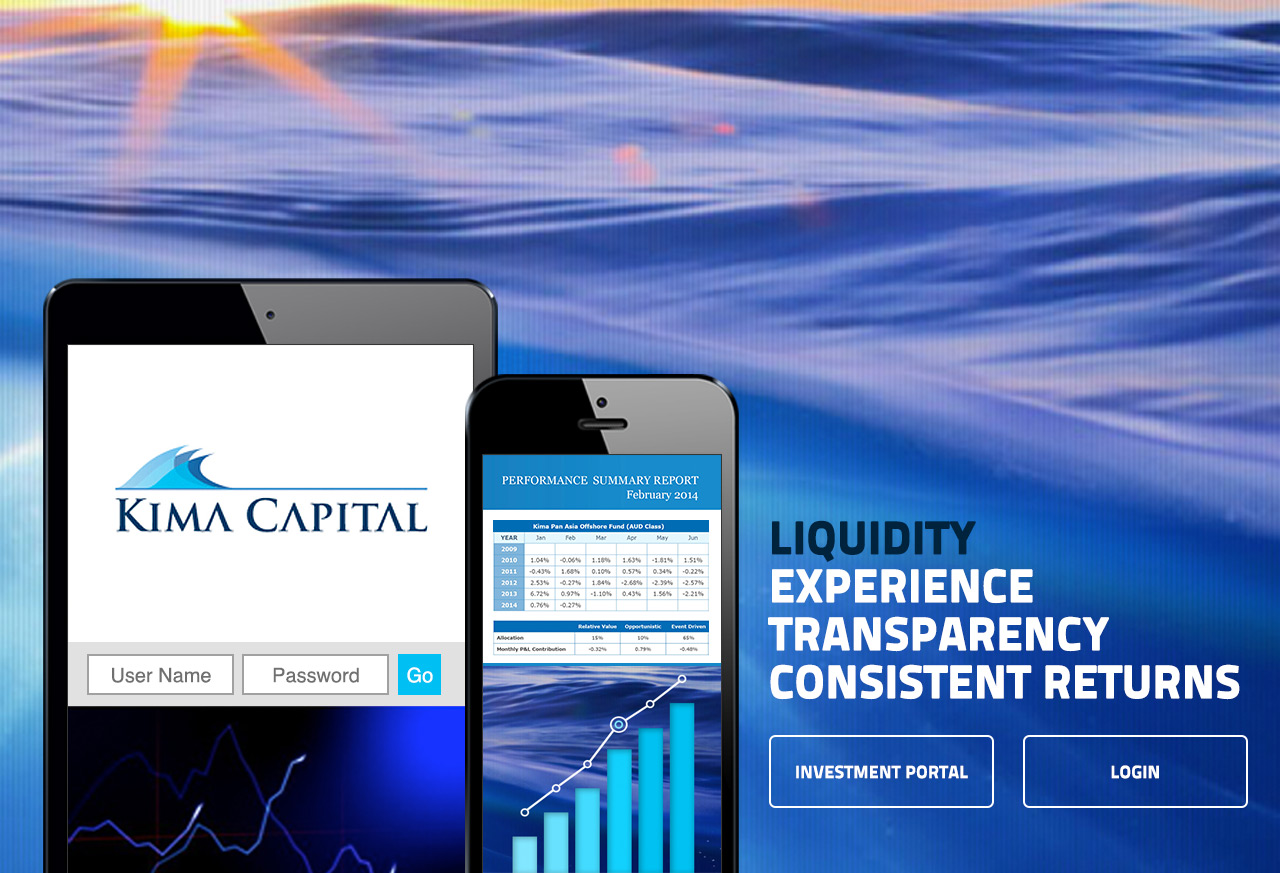 KIMA CAPITAL
User Name Password Go
PERFORMANCE SUMMARY REPORT
February 2014
Kima Pan Asia Offshore Fund (AUD Class)
YEAR Jan Feb Mar Apr May Jun
2009
2010 1.04% -0.06% 1.18% 1.63% -1.81% 1.51%
2011 -0.43% 1.68% 0.10% 0.57% 0.34% -0.22%
2012 2.53% -0.27% 1.84% -2.68% -2.39% -2.57%
2013 6.72% 0.97% -1.10% 0.43% 1.56% -2.21%
2014 0.76% -0.27%
Relative Value Opportunistic Event Driven
Allocation 15% 10% 65%
Monthly P&L Contribution -0.32% 0.79% -0.48%
LIQUIDITY
EXPERIENCE
TRANSPARENCY
CONSISTENT RETURNS
INVESTMENT PORTAL LOGIN